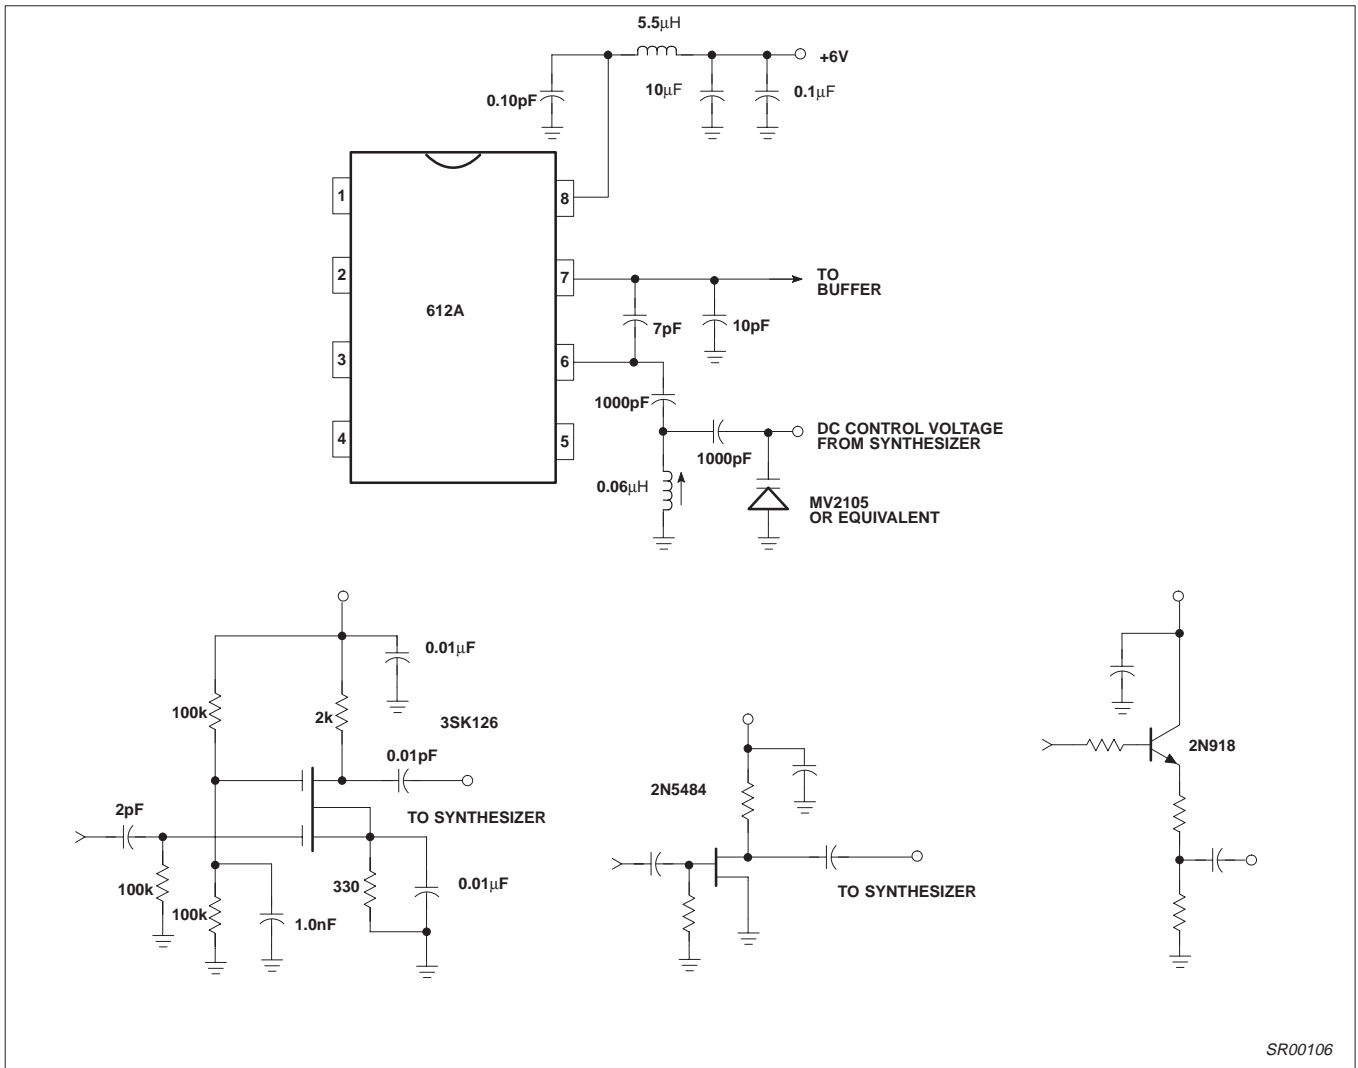 5.5µH
+6V
0.10pF
10µF
0.1µF
1
8
2
7
TO
BUFFER
612A
7pF
10pF
3
6
1000pF
4
5
DC CONTROL VOLTAGE
FROM SYNTHESIZER
1000pF
0.06µH
MV2105
OR EQUIVALENT
0.01µF
100k
2k
3SK126
0.01pF
TO SYNTHESIZER
2pF
100k
100k
1.0nF
330
0.01µF
2N5484
TO SYNTHESIZER
2N918
SR00106